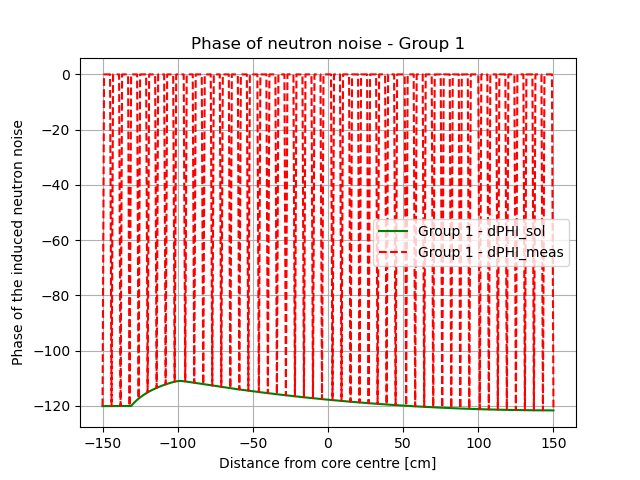 Phase of neutron noise - Group 1
Phase of the induced neutron noise
0
−20
−40
−60
−80
−100
−120
Group 1 - dPHI_sol
Group 1 - dPHI_meas
−150
−100
−50
0
50
100
150
Distance from core centre [cm]